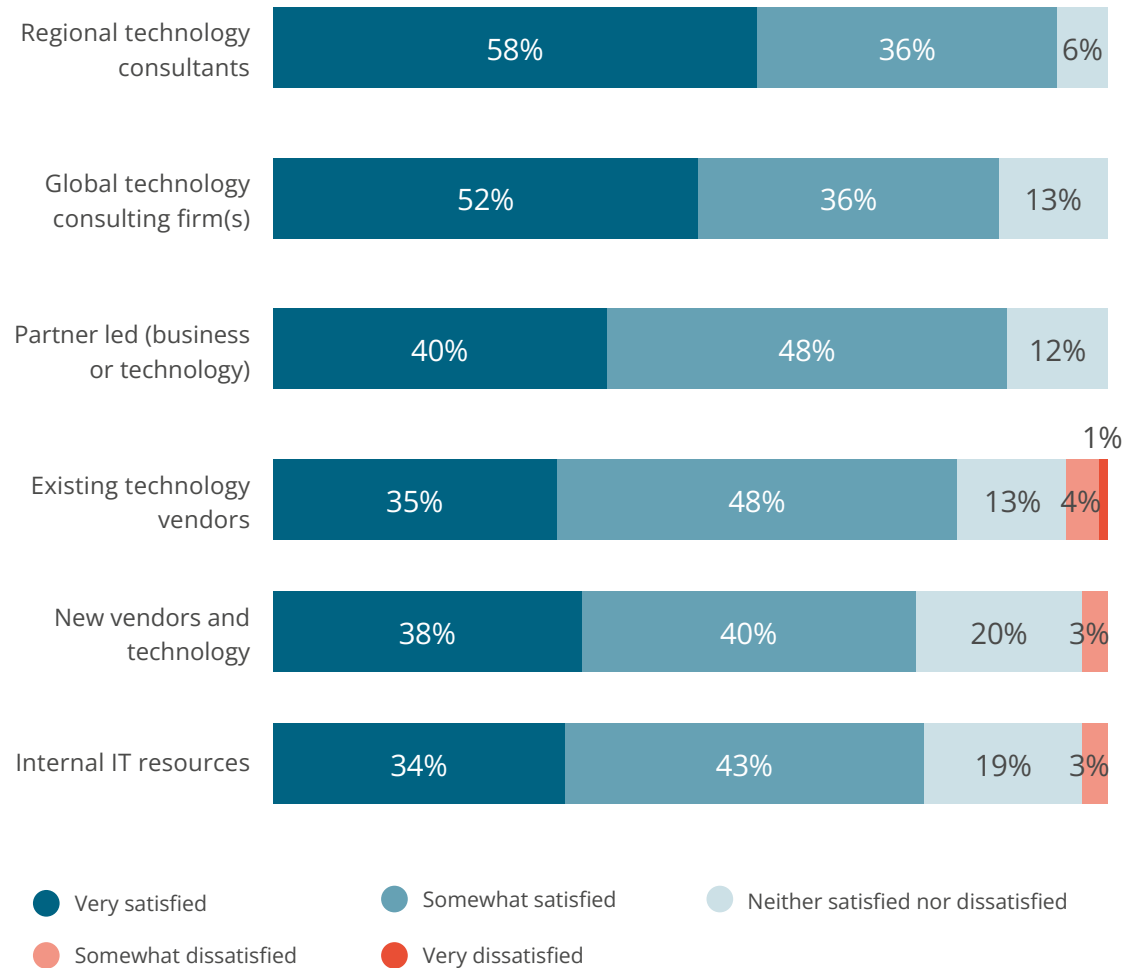 Regional technology
consultants
58%
36%
6%
Global technology
consulting firm(s)
52%
36%
13%
Partner led (business
or technology)
40%
48%
12%
1%
Existing technology
vendors
35%
48%
13%
4%
New vendors and
technology
38%
40%
20%
3%
Internal IT resources
34%
43%
19%
3%
Very satisfied
Somewhat satisfied
Neither satisfied nor dissatisfied
Somewhat dissatisfied
Very dissatisfied